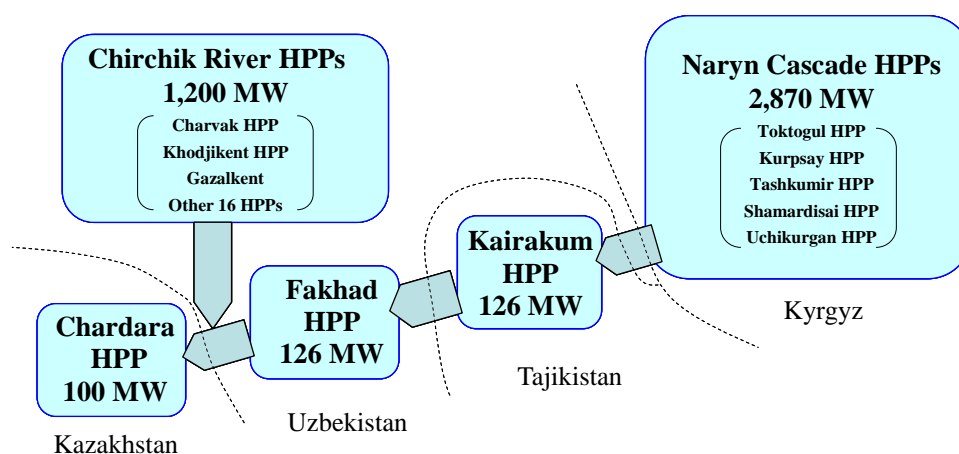 Chirchik River HPPs
1,200 MW
Charvak HPP
Khodjikent HPP
Gazalkent
Other 16 HPPs
Naryn Cascade HPPs
2,870 MW
Toktogul HPP
Kurpsay HPP
Tashkumir HPP
Shamardisai HPP
Uchikurgan HPP
Kairakum
HPP
126 MW
Fakhad
HPP
126 MW
Chardara
HPP
100 MW
Kyrgyz
Tajikistan
Uzbekistan
Kazakhstan